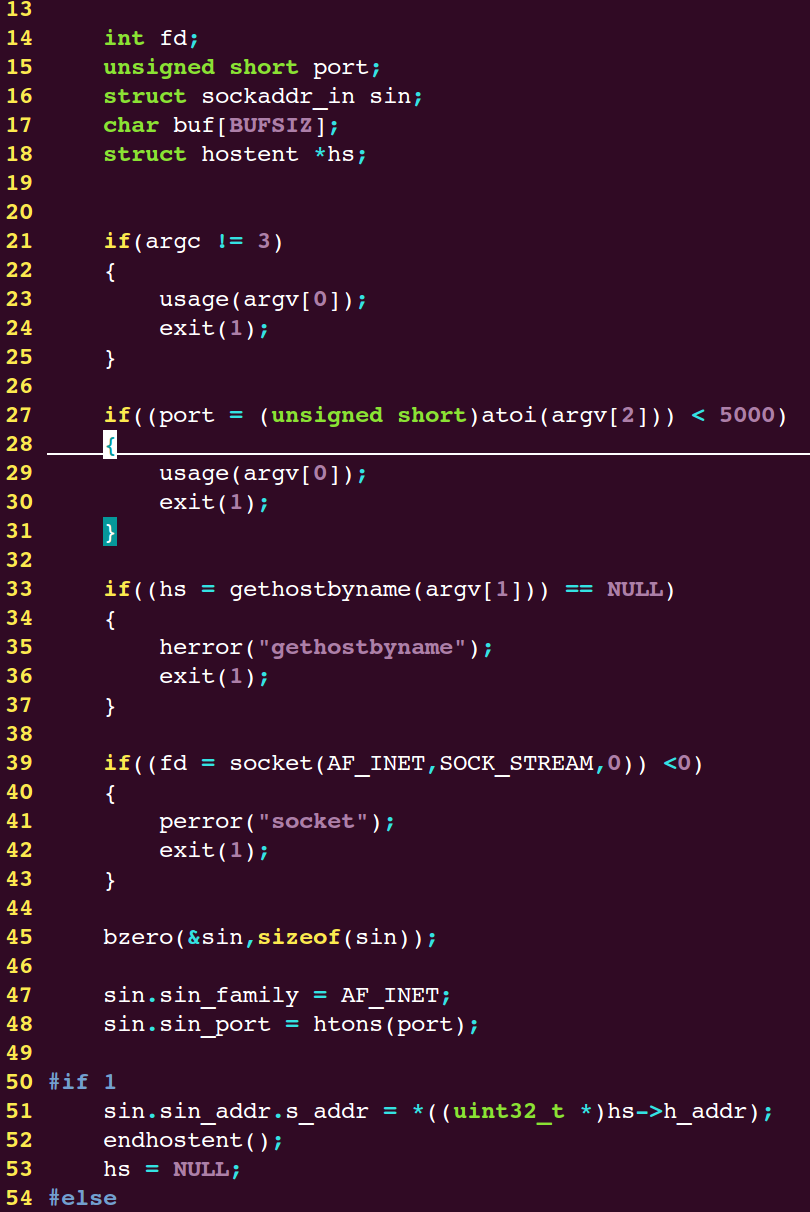 13
14     int fd;
15     unsigned short port;
16     struct sockaddr_in sin;
17     char buf[BUFSIZ];
18     struct hostent *hs;
19
20
21     if(argc != 3)
22     {
23         usage(argv[0]);
24         exit(1);
25     }
26
27     if((port = (unsigned short)atoi(argv[2])) < 5000)
28     {
29         usage(argv[0]);
30         exit(1);
31     }
32
33     if((hs = gethostbyname(argv[1])) == NULL)
34     {
35         herror("gethostbyname");
36         exit(1);
37     }
38
39     if((fd = socket(AF_INET,SOCK_STREAM,0)) <0)
40     {
41         perror("socket");
42         exit(1);
43     }
44
45     bzero(&sin,sizeof(sin));
46
47     sin.sin_family = AF_INET;
48     sin.sin_port = htons(port);
49
50 #if 1
51     sin.sin_addr.s_addr = *((uint32_t *)hs->h_addr);
52     endhostent();
53     hs = NULL;
54 #else